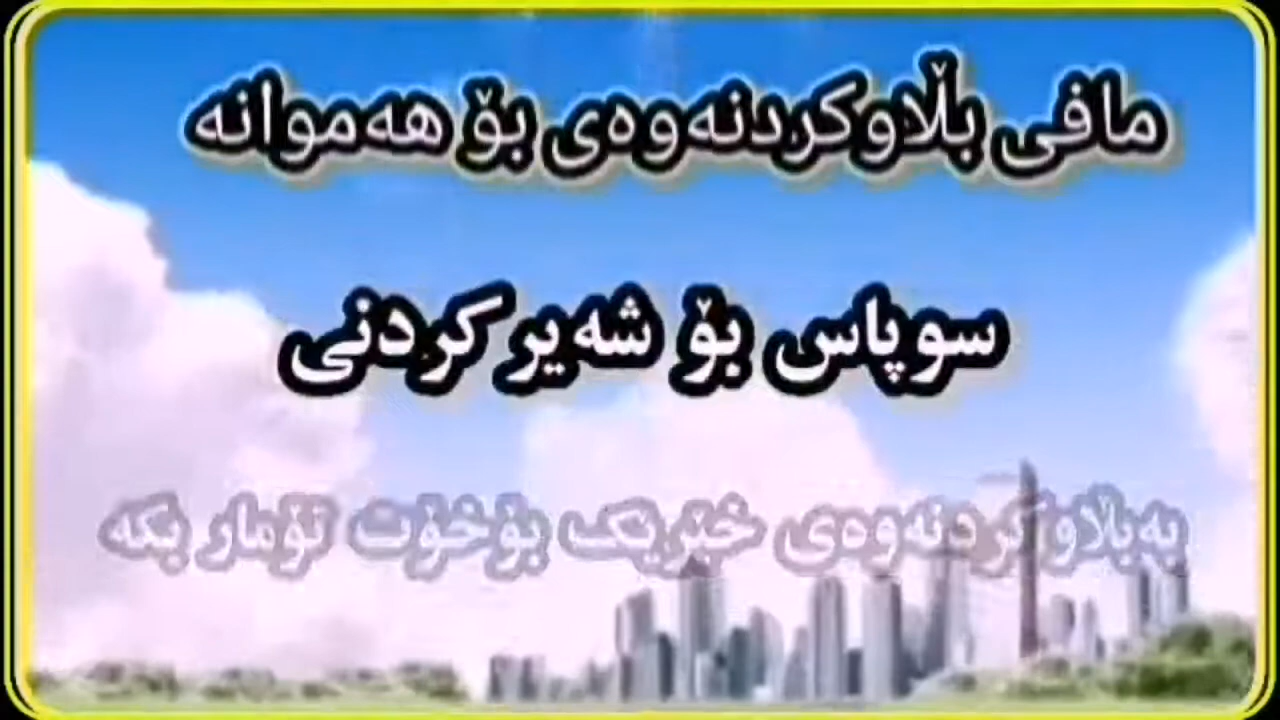 مافی بڵاوکردنەوەی بۆ هەموانە
سوپاس بۆ شەیرکردنی
بەبڵاوکردنەوەی خێرێک بۆخۆت تۆمار بکە